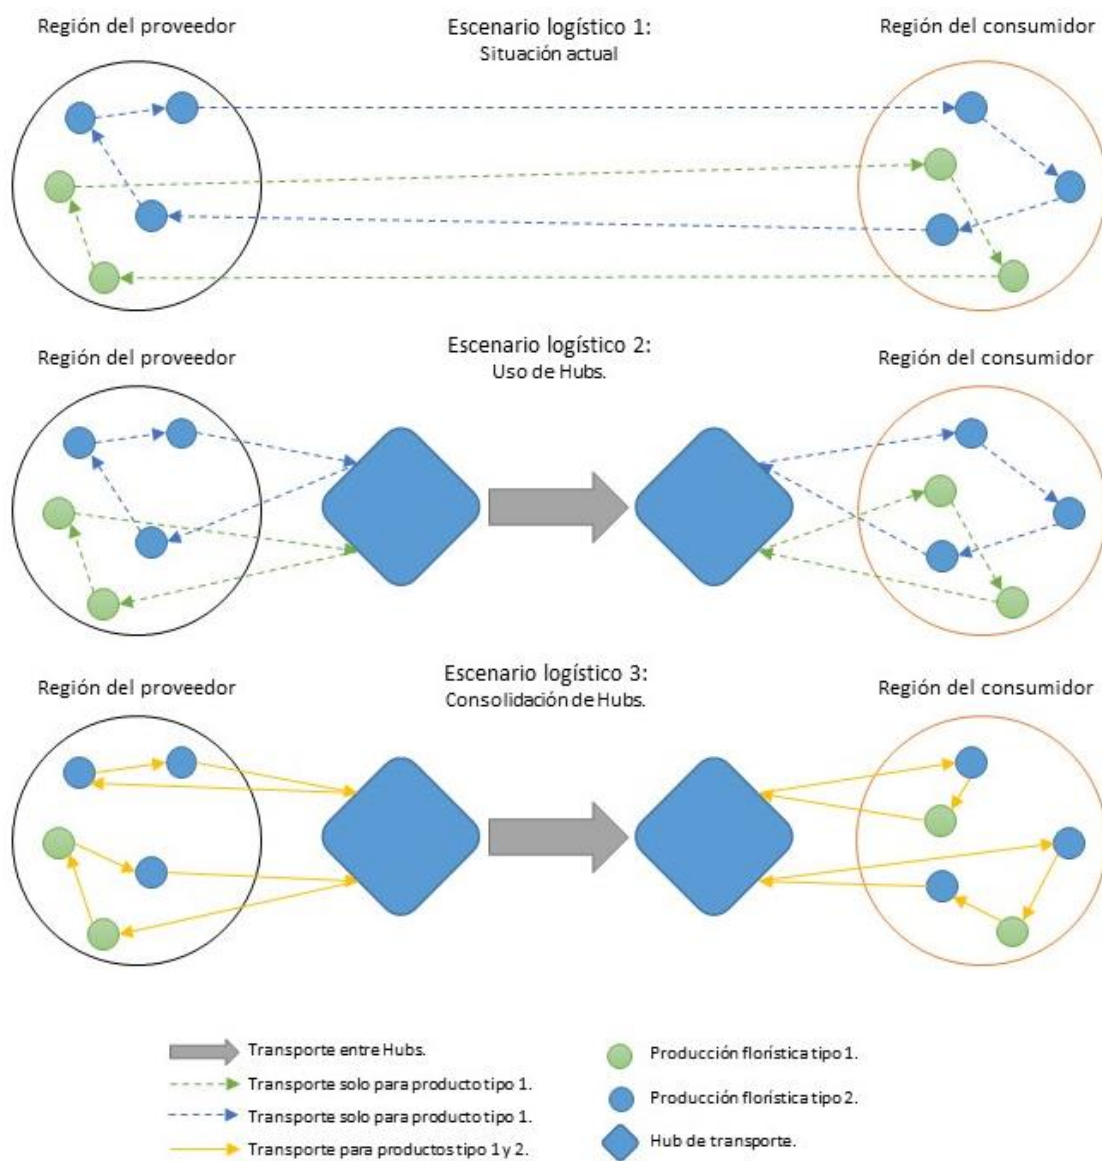 Región del proveedor
Escenario logístico 1:
Situación actual
Región del consumidor
Región del proveedor
Escenario logístico 2:
Uso de Hubs.
Región del consumidor
Región del proveedor
Escenario logístico 3:
Consolidación de Hubs.
Región del consumidor
Transporte entre Hubs.
Transporte solo para producto tipo 1.
Transporte solo para producto tipo 1.
Transporte para productos tipo 1 y 2.
Producción florística tipo 1.
Producción florística tipo 2.
Hub de transporte.